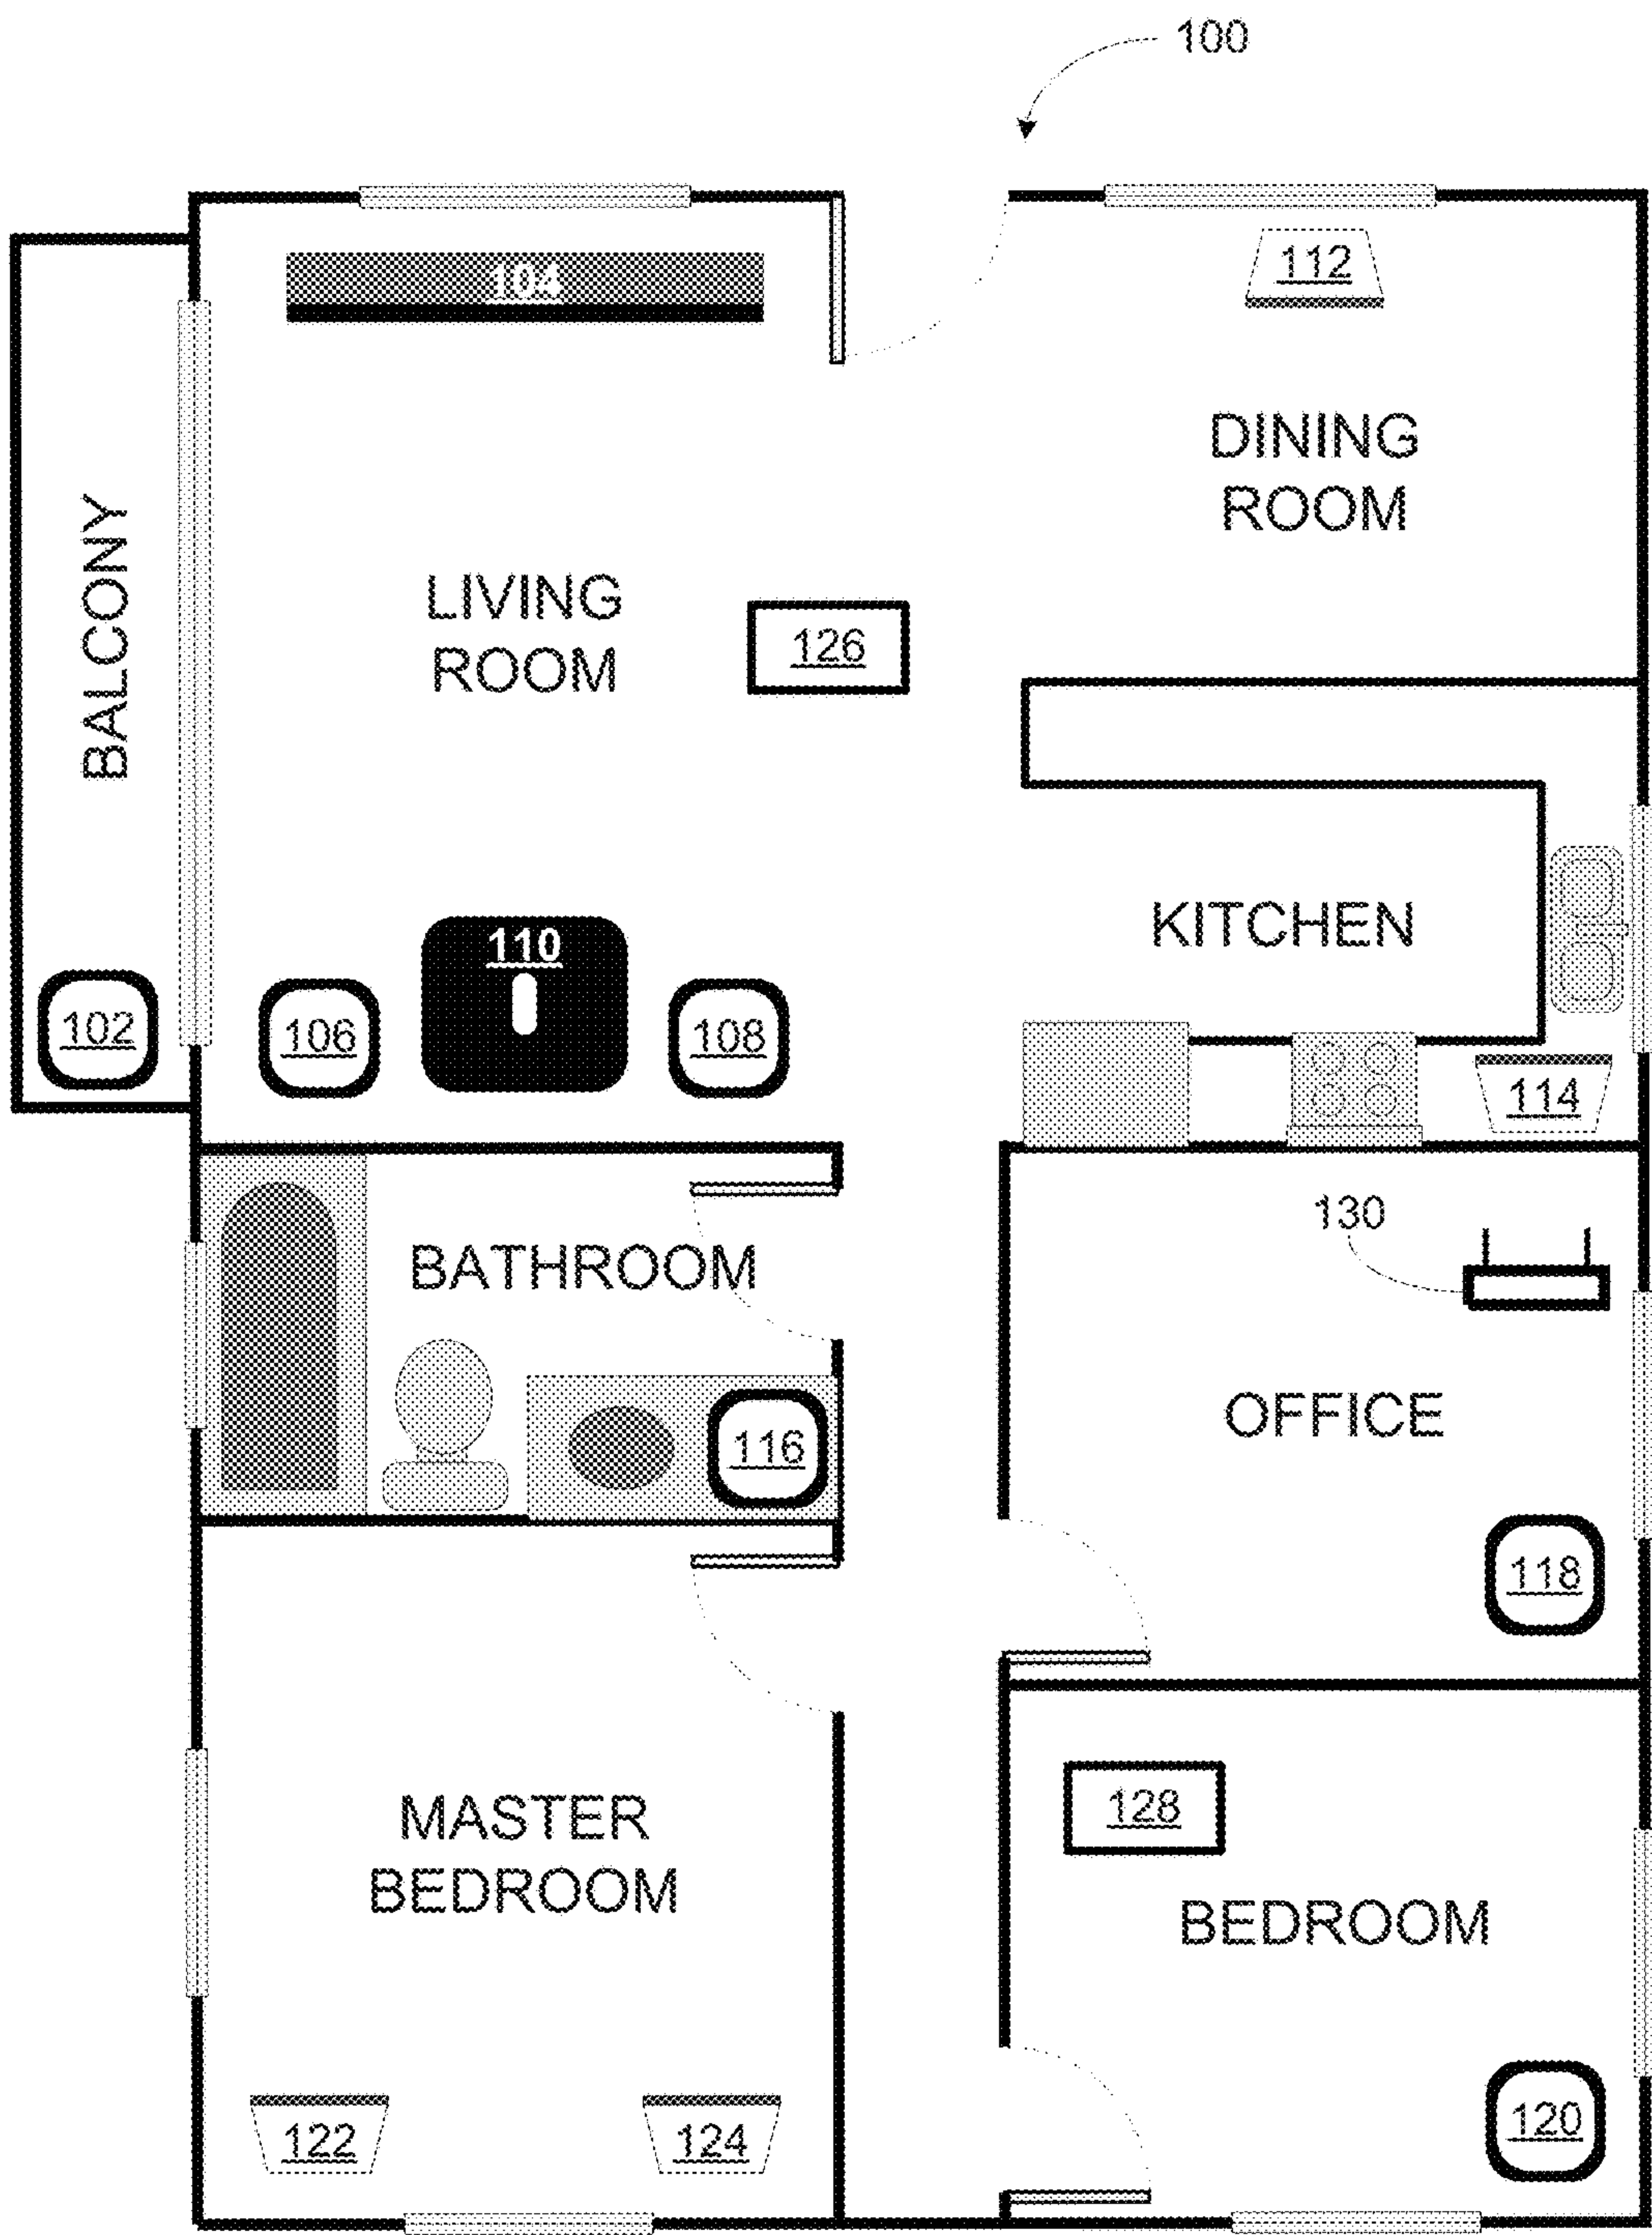 100
104
112
DINING
ROOM
BALCONY
LIVING
ROOM
126
KITCHEN
110
102
106
108
114
130
BATHROOM
OFFICE
116
118
128
MASTER
BEDROOM
BEDROOM
122
124
120